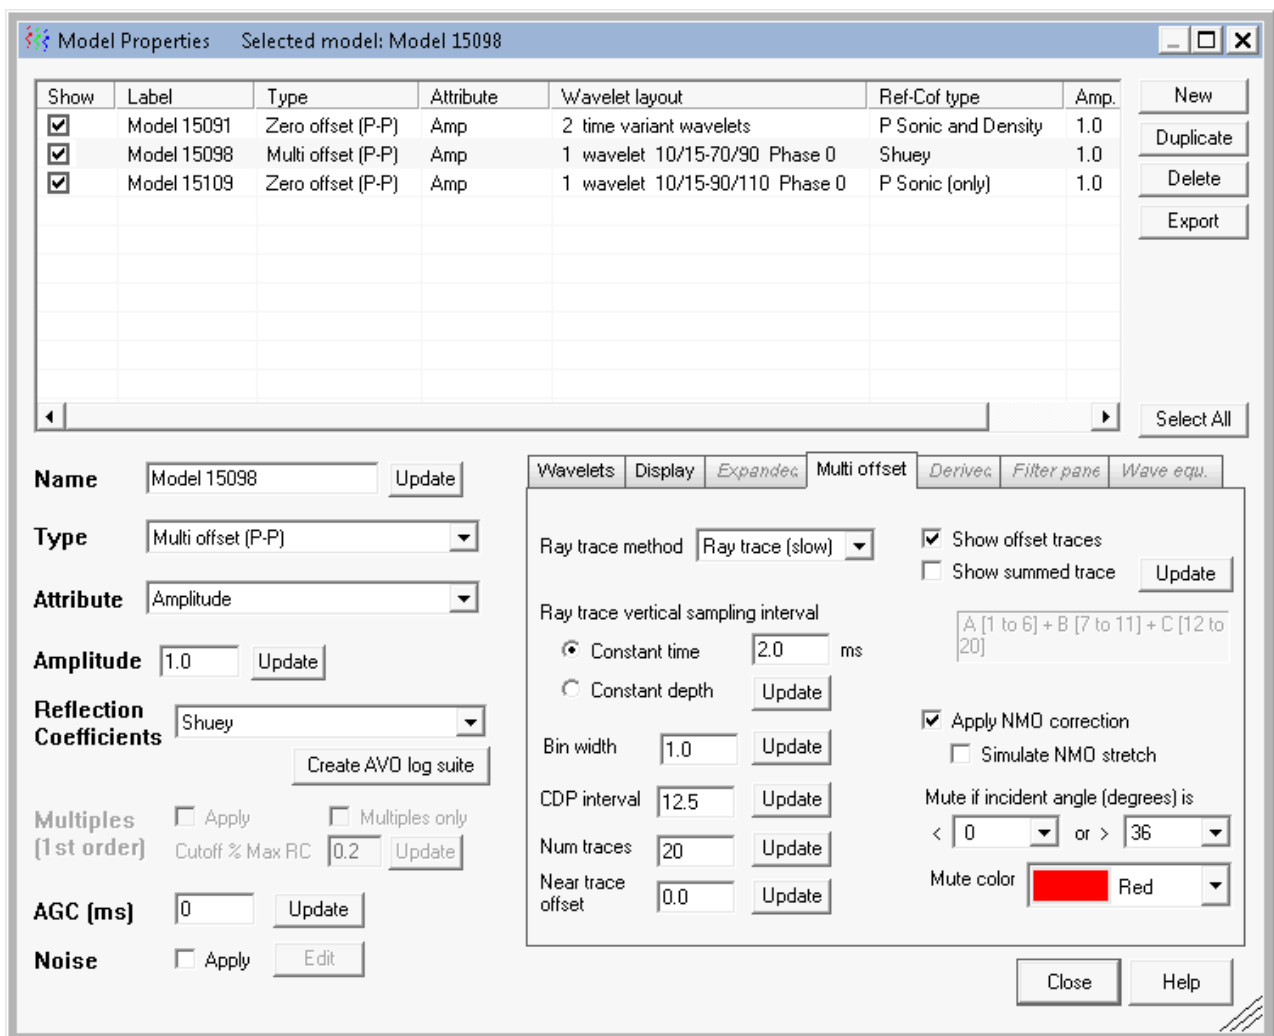 Model Properties Selected model: Model 15098
Show Label Type Attribute Wavelet layout Ref-Cof type Amp.
Model 15091 Zero offset (P-P) Amp 2 time variant wavelets P Sonic and Density 1.0
Model 15098 Multi offset (P-P) Amp 1 wavelet 10/15-70/90 Phase 0 Shuey 1.0
Model 15109 Zero offset (P-P) Amp 1 wavelet 10/15-90/110 Phase 0 P Sonic (only) 1.0
New
Duplicate
Delete
Export
Select All
Name Model 15098 Update
Type Multi offset (P-P)
Attribute Amplitude
Amplitude 1.0 Update
Reflection
Coefficients Shuey
Create AVO log suite
Multiples
(1st order)
Apply Multiples only
Cutoff % Max RC 0.2 Update
AGC (ms) 0 Update
Noise Apply Edit
Wavelets Display Expandec Multi offset Derivec Filter pane Wave equ.
Ray trace method Ray trace (slow)
Ray trace vertical sampling interval
Constant time 2.0 ms
Constant depth Update
Bin width 1.0 Update
CDP interval 12.5 Update
Num traces 20 Update
Near trace
offset 0.0 Update
Show offset traces
Show summed trace Update
A [1 to 6] + B [7 to 11] + C [12 to
20]
Apply NMO correction
Simulate NMO stretch
Mute if incident angle (degrees) is
< 0 or > 36
Mute color Red
Close Help